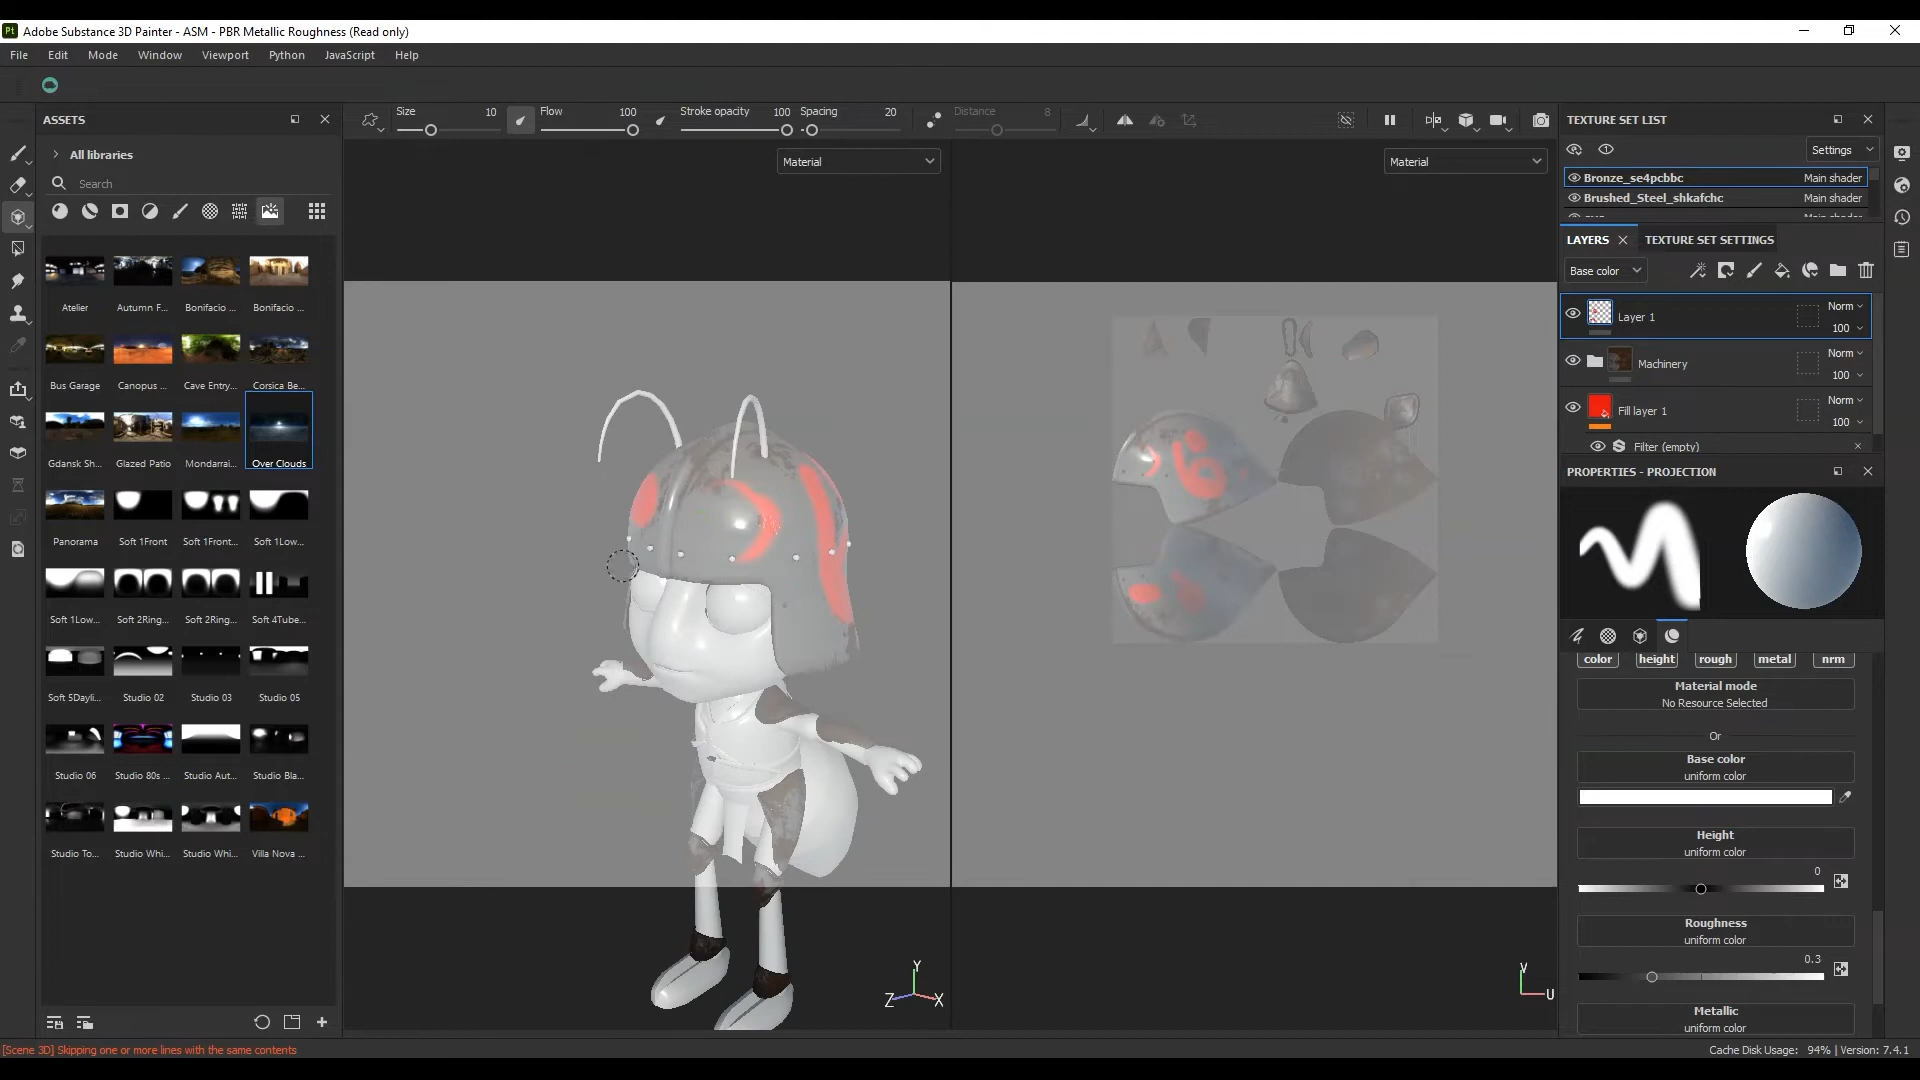 Pt Adobe Substance 3D Painter - ASM - PBR Metallic Roughness (Read only)
File Edit Mode Window Viewport Python JavaScript Help
Size 10 Flow 100 Stroke opacity 100 Spacing 20 Distance 8
ASSETS
All libraries
Search
Atelier Autumn F... Bonifacio ... Bonifacio ...
Bus Garage Canopus ... Cave Entry... Corsica Be...
Gdansk Sh... Glazed Patio Mondarrai... Over Clouds
Panorama Soft 1Front Soft 1Front... Soft 1Low...
Soft 1Low... Soft 2Ring... Soft 2Ring... Soft 4Tube...
Soft 5Dayli... Studio 02 Studio 03 Studio 05
Studio 06 Studio 80s ... Studio Aut... Studio Bla...
Studio To... Studio Whi... Studio Whi... Villa Nova ...
Material
Material
Y
Z X
V
U
TEXTURE SET LIST
Settings
Bronze_se4pcbbc Main shader
Brushed_Steel_shkafchc Main shader
LAYERS TEXTURE SET SETTINGS
Base color
Layer 1 Norm
100
Machinery Norm
100
Fill layer 1 Norm
100
Filter (empty)
PROPERTIES - PROJECTION
color height rough metal nrm
Material mode
No Resource Selected
Or
Base color
uniform color
Height
uniform color
0
Roughness
uniform color
0.3
Metallic
uniform color
[Scene 3D] Skipping one or more lines with the same contents
Cache Disk Usage: 94% | Version: 7.4.1